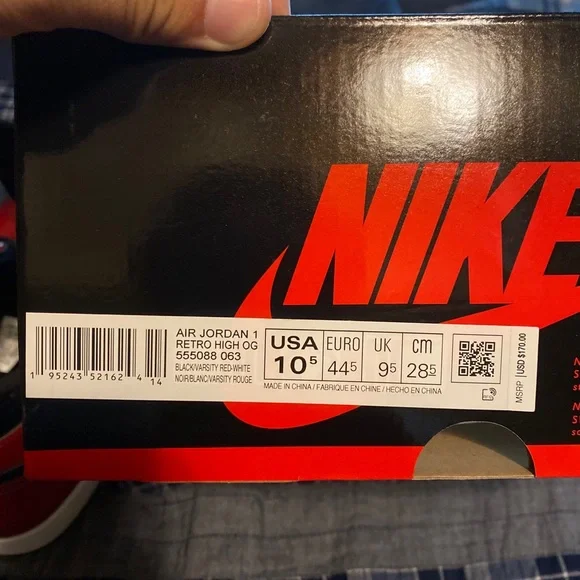 NIKE
AIR JORDAN 1
RETRO HIGH OG
555088 063
BLACK/VARSITY RED-WHITE
NOIR/BLANC/VARSITY ROUGE
1 95243 52162 4 14
USA
10⁵
EURO
44⁵
UK
9⁵
cm
28⁵
MADE IN CHINA / FABRIQUE EN CHINE / HECHO EN CHINA
MSRP USD $170.00